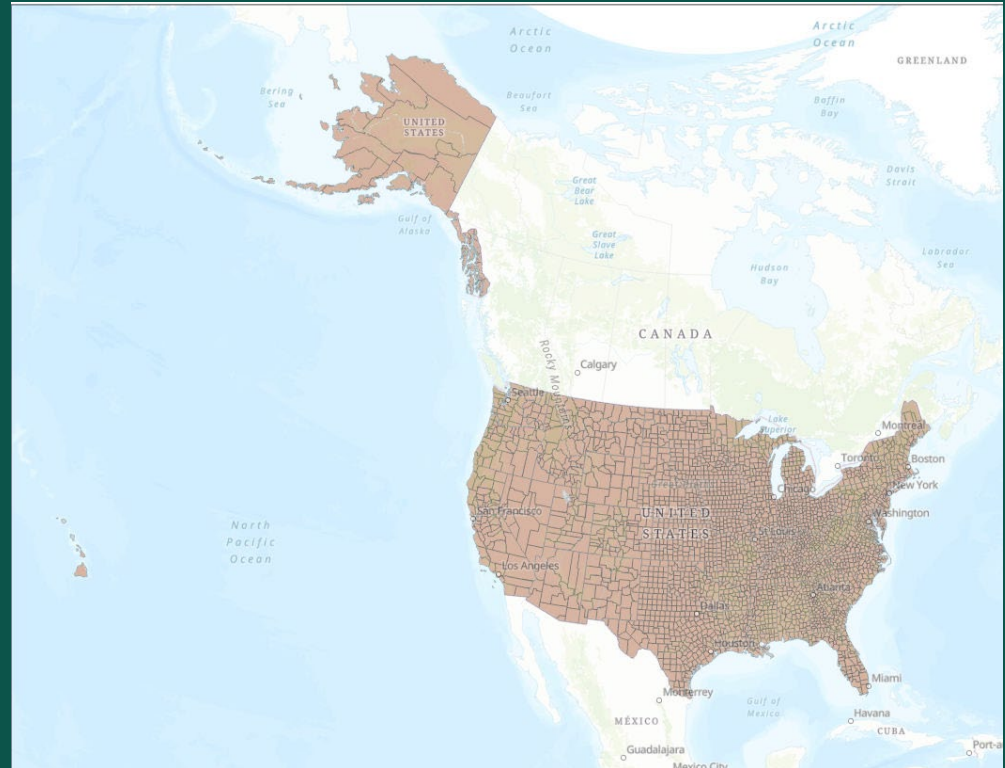 Arctic
Ocean
Arctic
Ocean
GREENLAND
Bering
Sea
Beaufort
Sea
Baffin
Bay
UNITED
STATES
Davis
Strait
Great
Bear
Lake
Gulf of
Alaska
Great
Slave
Lake
Labrador
Sea
Hudson
Bay
CANADA
Rocky
Calgary
Seattle
Lake
Superior
Montreal
Toronto
Boston
Chicago
New York
San Francisco
UNITED
STATES
Washington
St Louis
North
Pacific
Ocean
Los Angeles
Atlanta
Dallas
Houston
Miami
Monterrey
Gulf of
Mexico
Havana
MÉXICO
CUBA
Guadalajara
Port-a
Mexico City